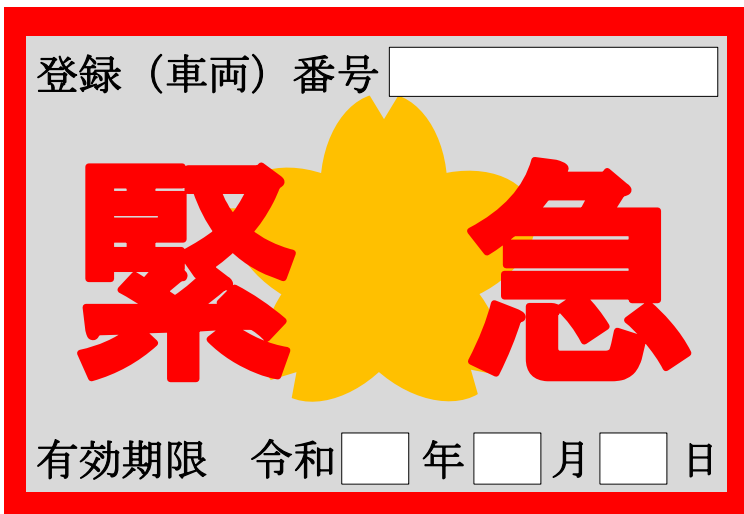 登録（車両）番号
緊急
有効期限　令和　年　月　日